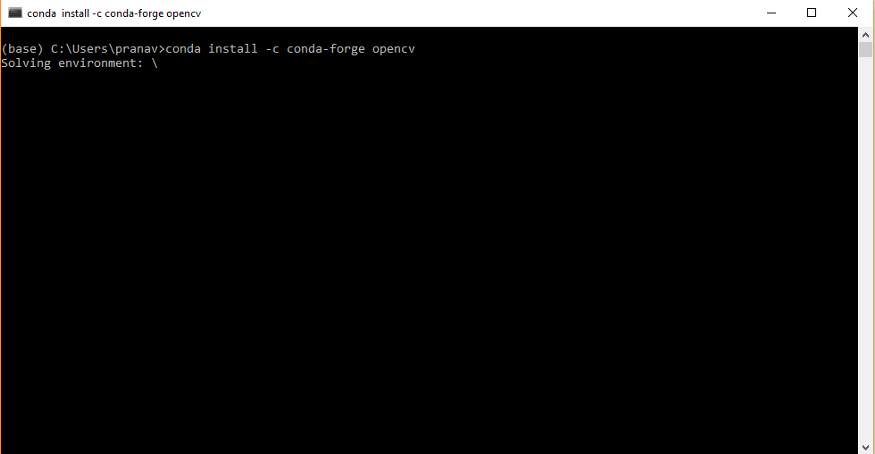 conda  install -c conda-forge opencv
(base) C:\Users\pranav>conda install -c conda-forge opencv
Solving environment: \